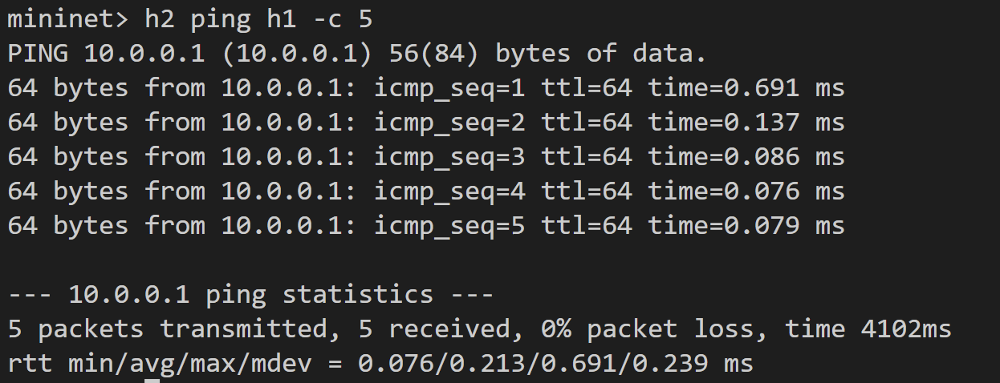 mininet> h2 ping h1 -c 5
PING 10.0.0.1 (10.0.0.1) 56(84) bytes of data.
64 bytes from 10.0.0.1: icmp_seq=1 ttl=64 time=0.691 ms
64 bytes from 10.0.0.1: icmp_seq=2 ttl=64 time=0.137 ms
64 bytes from 10.0.0.1: icmp_seq=3 ttl=64 time=0.086 ms
64 bytes from 10.0.0.1: icmp_seq=4 ttl=64 time=0.076 ms
64 bytes from 10.0.0.1: icmp_seq=5 ttl=64 time=0.079 ms
--- 10.0.0.1 ping statistics ---
5 packets transmitted, 5 received, 0% packet loss, time 4102ms
rtt min/avg/max/mdev = 0.076/0.213/0.691/0.239 ms